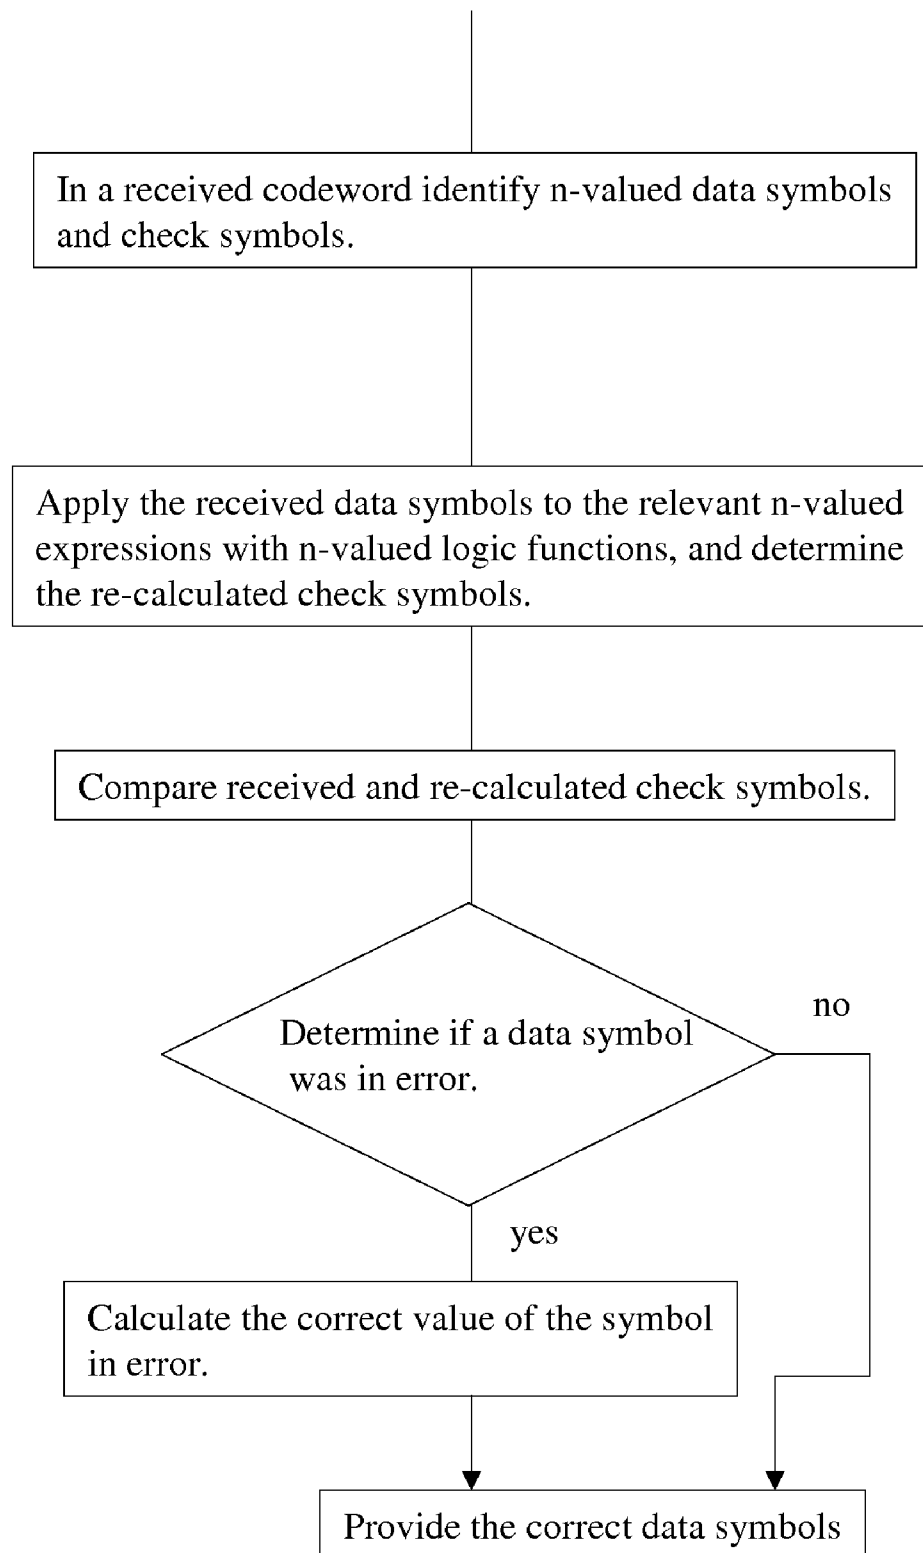 In a received codeword identify n-valued data symbols
and check symbols.
Apply the received data symbols to the relevant n-valued
expressions with n-valued logic functions, and determine
the re-calculated check symbols.
Compare received and re-calculated check symbols.
Determine if a data symbol
was in error.
no
yes
Calculate the correct value of the symbol
in error.
Provide the correct data symbols